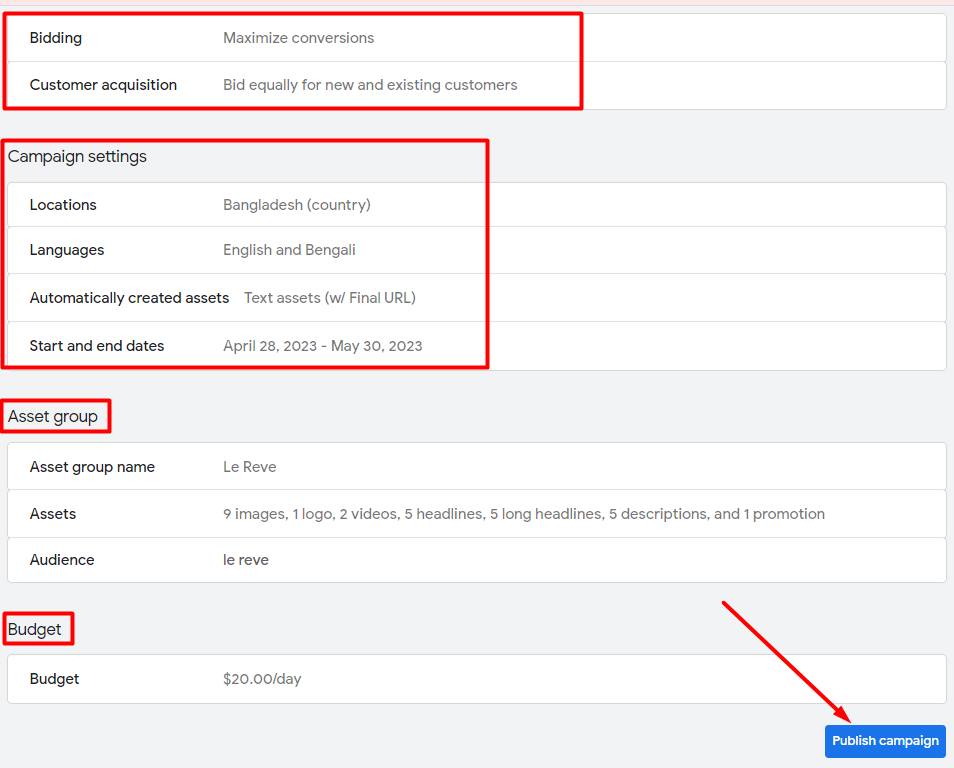 Bidding Maximize conversions
Customer acquisition Bid equally for new and existing customers
Campaign settings
Locations Bangladesh (country)
Languages English and Bengali
Automatically created assets Text assets (w/ Final URL)
Start and end dates April 28, 2023 - May 30, 2023
Asset group
Asset group name Le Reve
Assets 9 images, 1 logo, 2 videos, 5 headlines, 5 long headlines, 5 descriptions, and 1 promotion
Audience le reve
Budget
Budget $20.00/day
Publish campaign